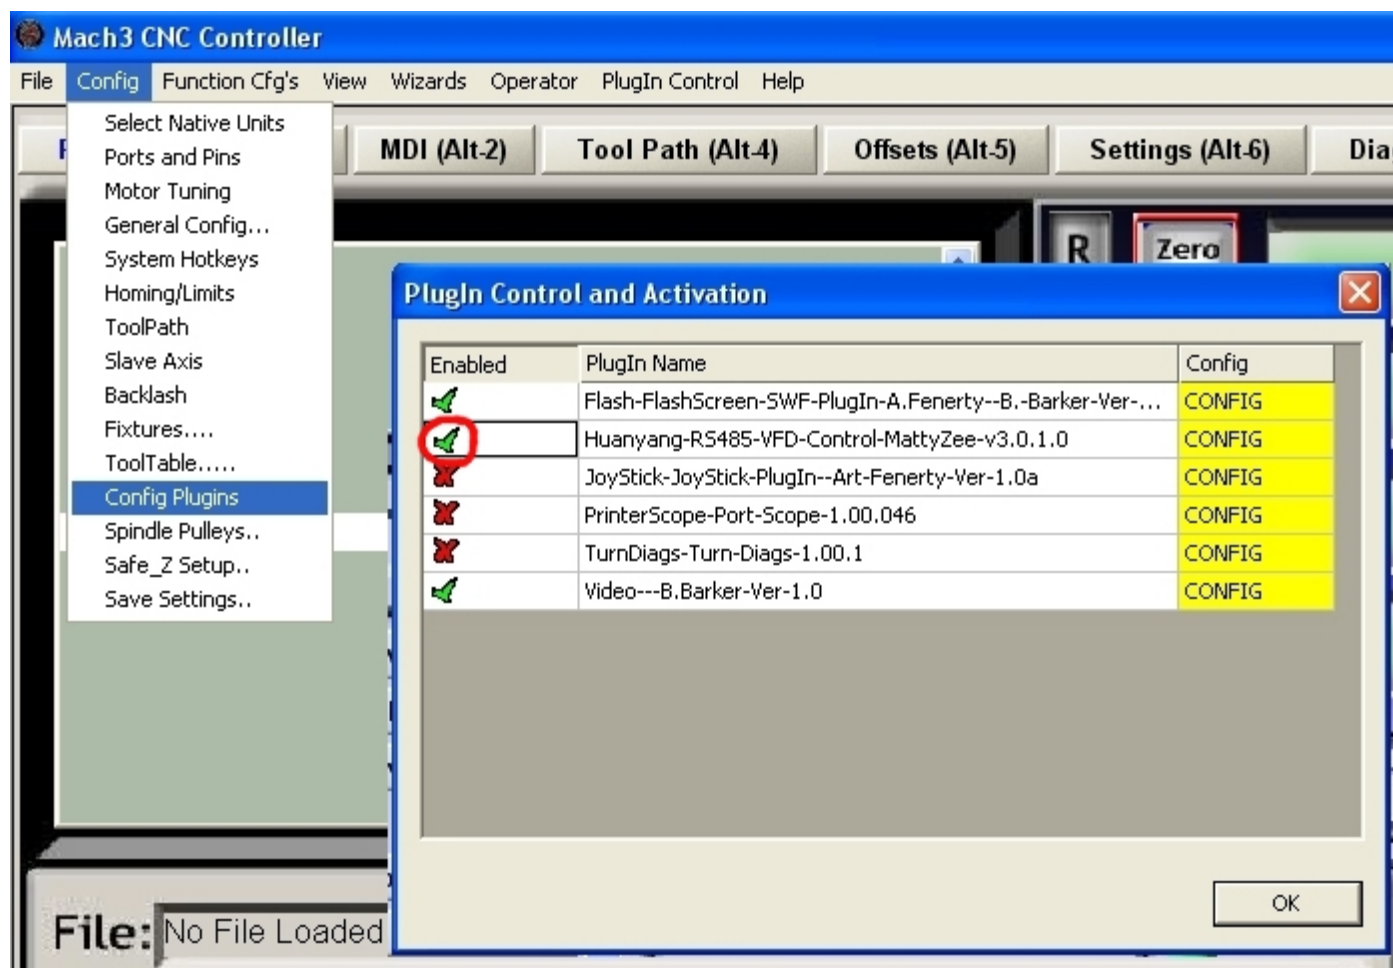 Mach3 CNC Controller
File Config Function Cfg's View Wizards Operator PlugIn Control Help
MDI (Alt-2) Tool Path (Alt-4) Offsets (Alt-5) Settings (Alt-6) Dia
Select Native Units
Ports and Pins
Motor Tuning
General Config...
System Hotkeys
Homing/Limits
ToolPath
Slave Axis
Backlash
Fixtures....
ToolTable.....
Config Plugins
Spindle Pulleys..
Safe_Z Setup..
Save Settings..
R Zero
PlugIn Control and Activation
Enabled PlugIn Name Config
Flash-FlashScreen-SWF-PlugIn-A.Fenerty--B.-Barker-Ver-... CONFIG
Huanyang-RS485-VFD-Control-MattyZee-v3.0.1.0 CONFIG
JoyStick-JoyStick-PlugIn--Art-Fenerty-Ver-1.0a CONFIG
PrinterScope-Port-Scope-1.00.046 CONFIG
TurnDiags-Turn-Diags-1.00.1 CONFIG
Video---B.Barker-Ver-1.0 CONFIG
OK
File: No File Loaded